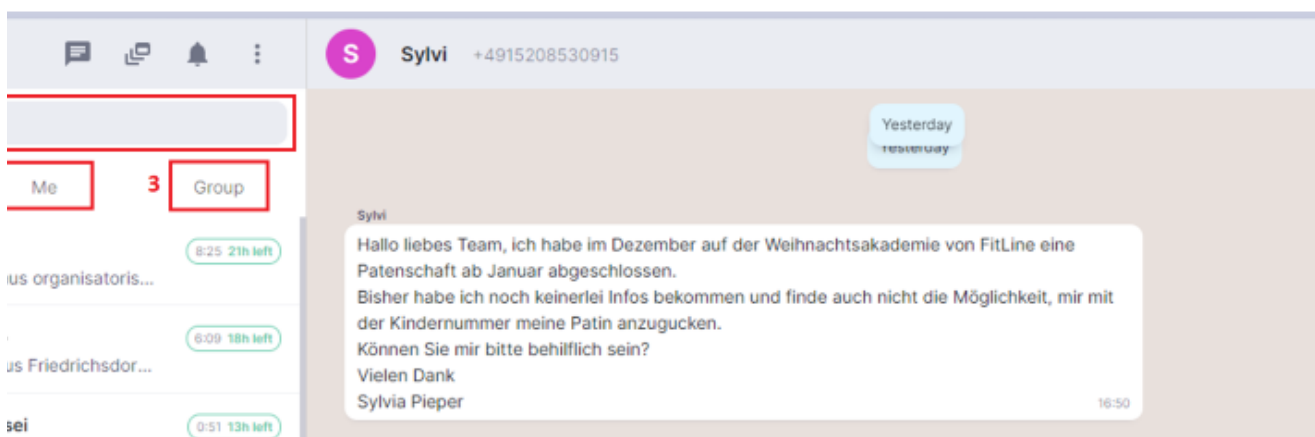 S
Sylvi +4915208530915
Yesterday
Yesterday
Me
3
Group
Sylvi
Hallo liebes Team, ich habe im Dezember auf der Weihnachtsakademie von FitLine eine
Patenschaft ab Januar abgeschlossen.
Bisher habe ich noch keinerlei Infos bekommen und finde auch nicht die Möglichkeit, mir mit
der Kindernummer meine Patin anzugucken.
Können Sie mir bitte behilflich sein?
Vielen Dank
Sylvia Pieper
16:50
8:25 21h left
aus organisatoris...
6:09 18h left
us Friedrichsdor...
sei
0:51 13h left